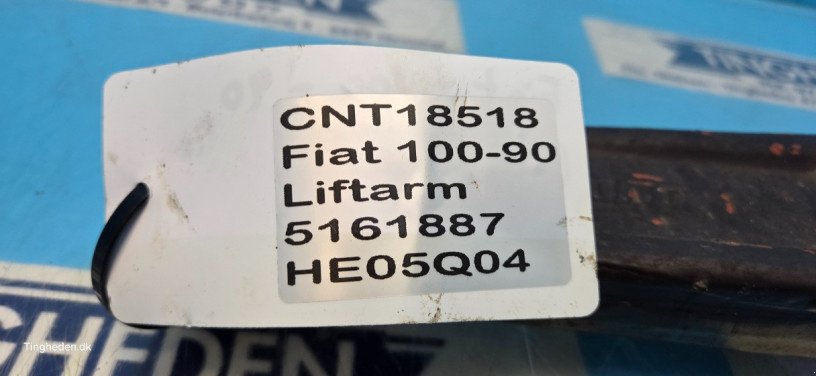 CNT18518
Fiat 100-90
Liftarm
5161887
HE05Q04
Tingheden.dk